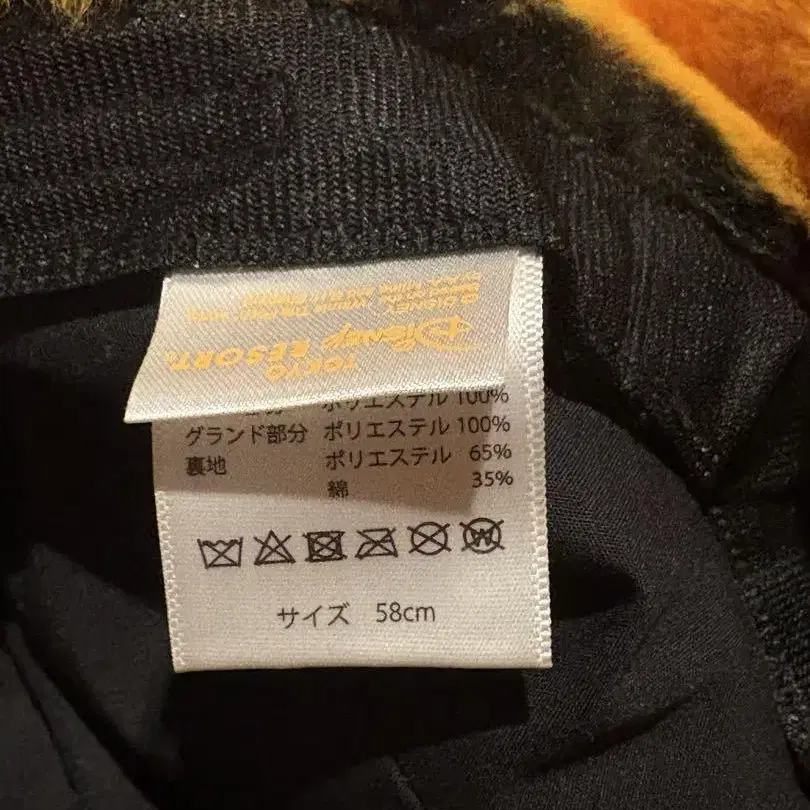 © DISNEY
TOKYO
Disney RESORT.
ポリエステル 100%
グランド部分 ポリエステル 100%
裏地 ポリエステル 65%
綿 35%
W
サイズ 58cm